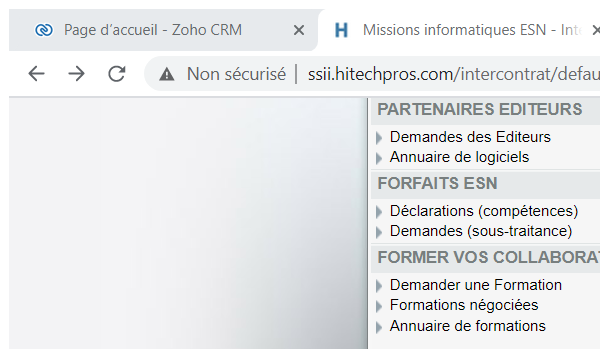 Page d'accueil - Zoho CRM
Missions informatiques ESN - Inte
Non sécurisé | ssii.hitechpros.com/intercontrat/defau
PARTENAIRES EDITEURS
Demandes des Editeurs
Annuaire de logiciels
FORFAITS ESN
Déclarations (compétences)
Demandes (sous-traitance)
FORMER VOS COLLABORAT
Demander une Formation
Formations négociées
Annuaire de formations